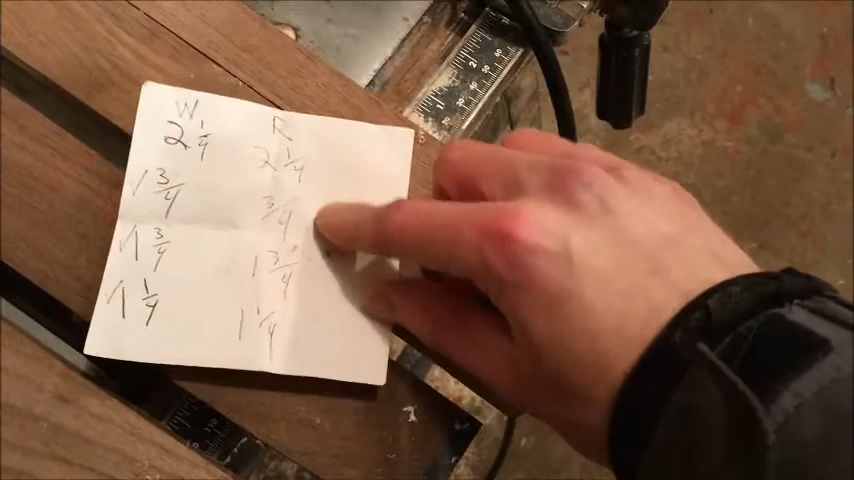 W R
2 1/4 2 1/4
√ 3/4 3/4
√ 1 3/4 1 3/4
√ 1 1/4 1 1/4